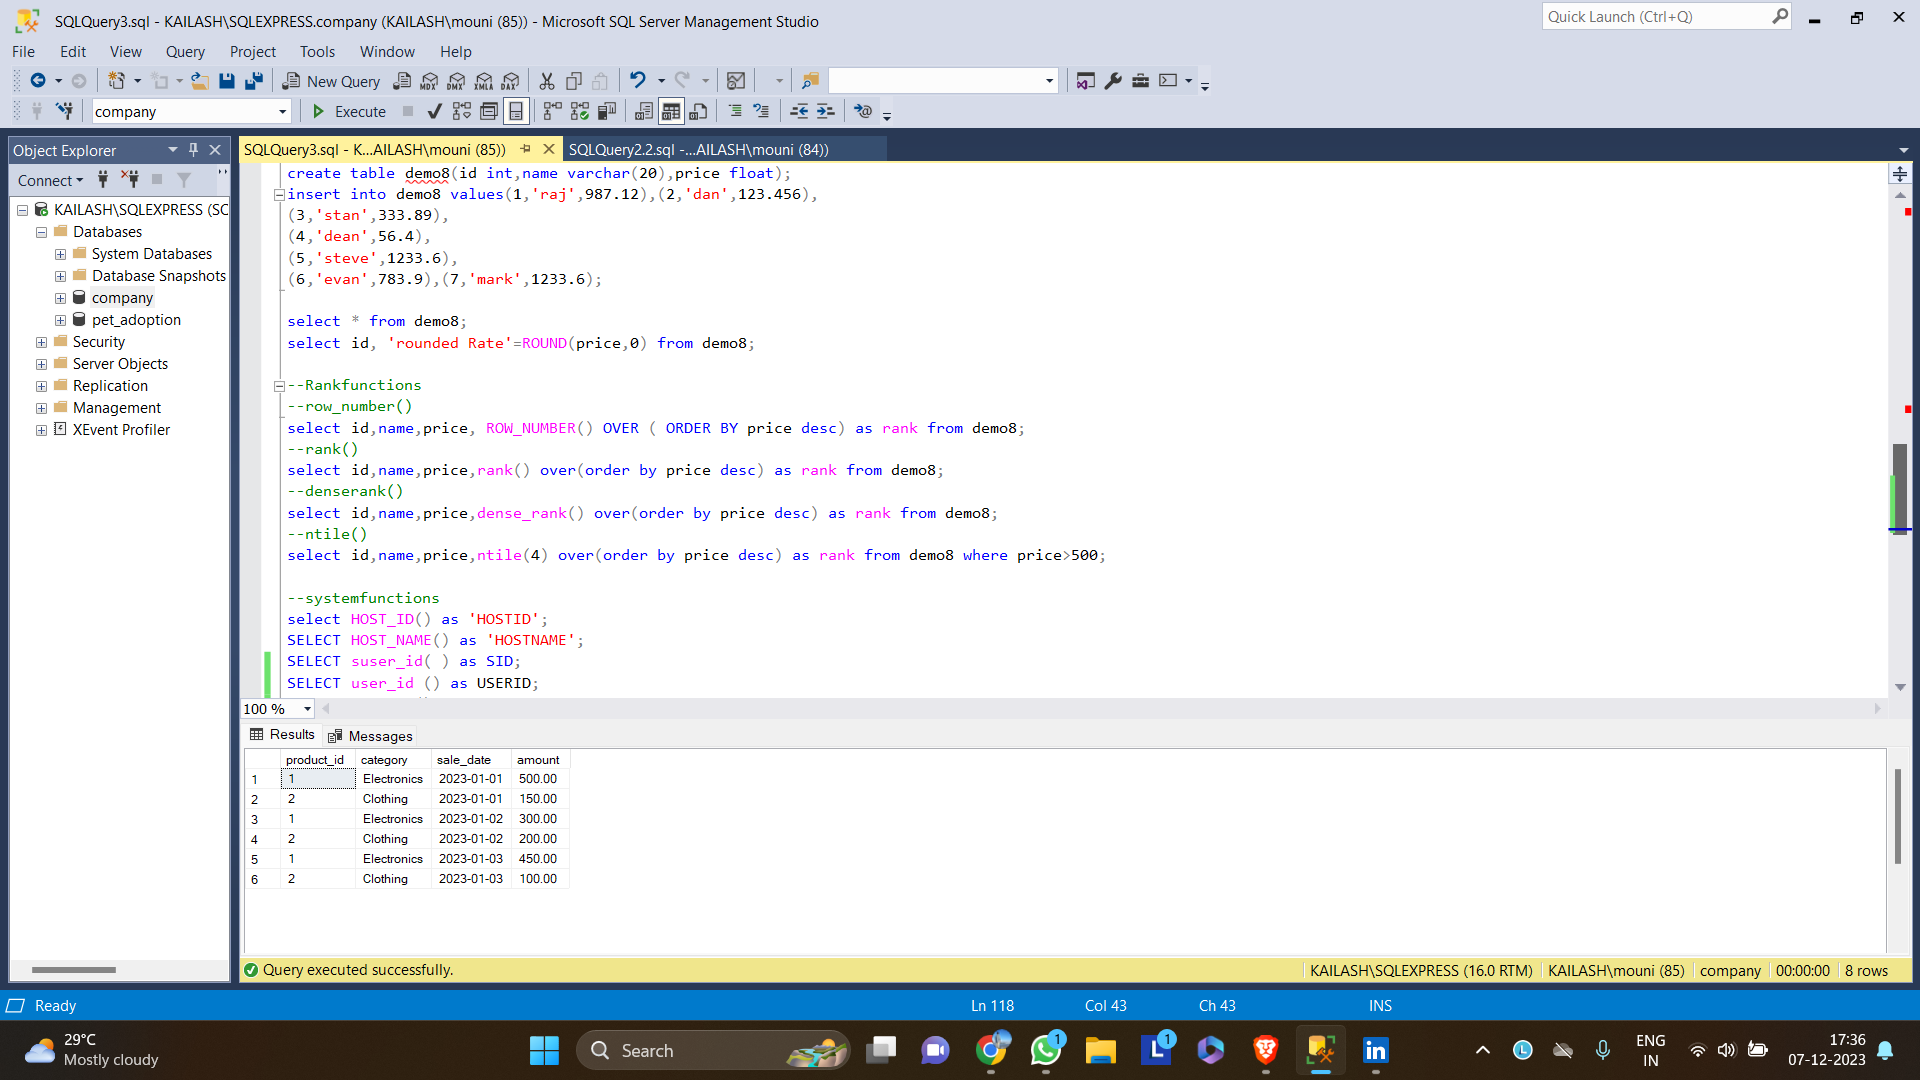 SQLQuery3.sql - KAILASH\SQLEXPRESS.company (KAILASH\mouni (85)) - Microsoft SQL Server Management Studio
Quick Launch (Ctrl+Q)
File Edit View Query Project Tools Window Help
New Query MDX DMX XMLA DAX
company Execute
Object Explorer
SQLQuery3.sql - K...AILASH\mouni (85))
SQLQuery2.2.sql -...AILASH\mouni (84))
Connect
KAILASH\SQLEXPRESS (SC
Databases
System Databases
Database Snapshots
company
pet_adoption
Security
Server Objects
Replication
Management
XEvent Profiler
create table demo8(id int,name varchar(20),price float);
insert into demo8 values(1,'raj',987.12),(2,'dan',123.456),
(3,'stan',333.89),
(4,'dean',56.4),
(5,'steve',1233.6),
(6,'evan',783.9),(7,'mark',1233.6);
select * from demo8;
select id, 'rounded Rate'=ROUND(price,0) from demo8;
--Rankfunctions
--row_number()
select id,name,price, ROW_NUMBER() OVER ( ORDER BY price desc) as rank from demo8;
--rank()
select id,name,price,rank() over(order by price desc) as rank from demo8;
--denserank()
select id,name,price,dense_rank() over(order by price desc) as rank from demo8;
--ntile()
select id,name,price,ntile(4) over(order by price desc) as rank from demo8 where price>500;
--systemfunctions
select HOST_ID() as 'HOSTID';
SELECT HOST_NAME() as 'HOSTNAME';
SELECT suser_id( ) as SID;
SELECT user_id () as USERID;
100 %
Results Messages
product_id category sale_date amount
1 1 Electronics 2023-01-01 500.00
2 2 Clothing 2023-01-01 150.00
3 1 Electronics 2023-01-02 300.00
4 2 Clothing 2023-01-02 200.00
5 1 Electronics 2023-01-03 450.00
6 2 Clothing 2023-01-03 100.00
Query executed successfully.
KAILASH\SQLEXPRESS (16.0 RTM) KAILASH\mouni (85) company 00:00:00 8 rows
Ready Ln 118 Col 43 Ch 43 INS
29°C
Mostly cloudy
Search
1
L 1
in
L
ENG
IN
17:36
07-12-2023